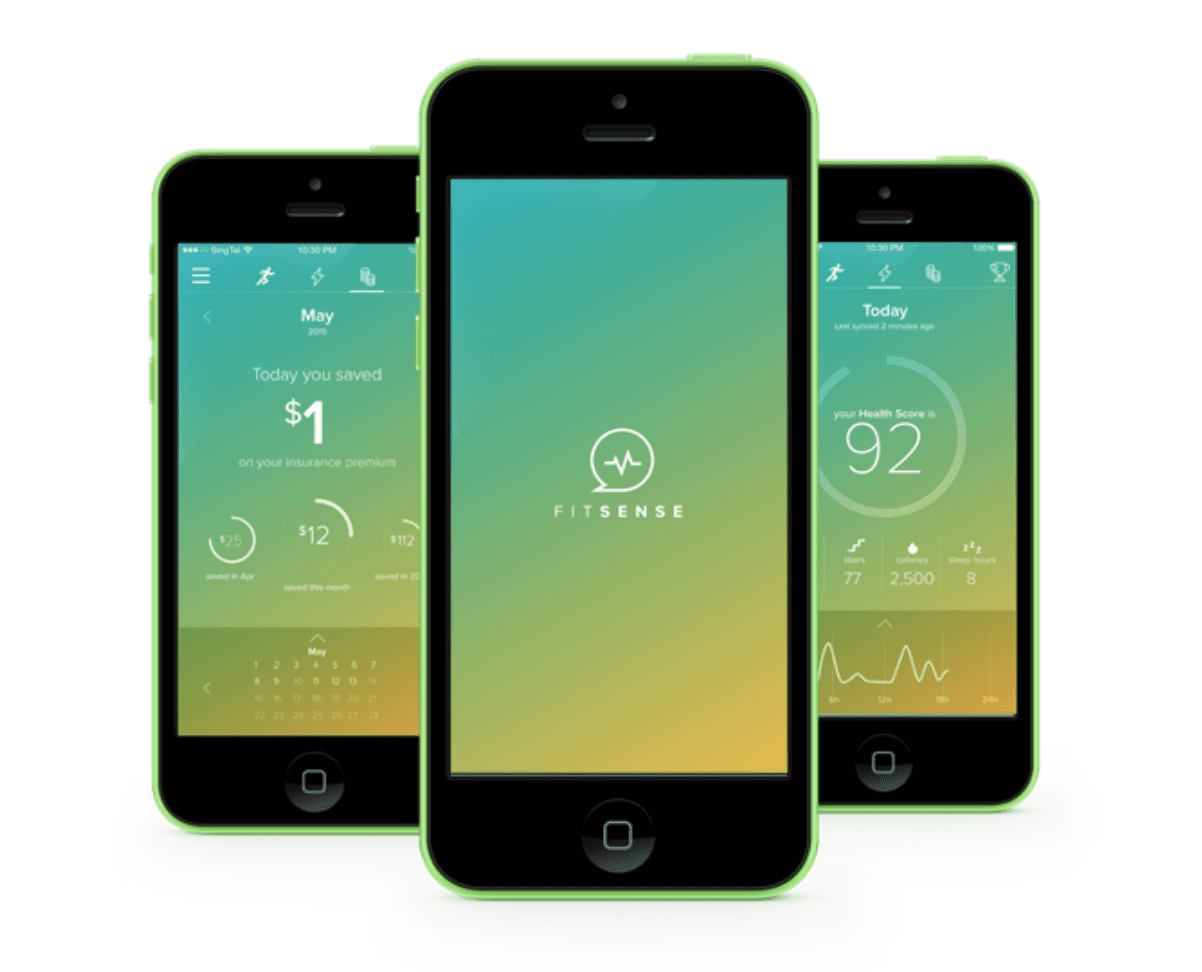 SingTel 10:30 PM
May
2015
Today you saved
$1
on your insurance premium
$25
saved in Apr
$12
saved this month
$112
saved in 20
May
1 2 3 4 5 6 7
8 9 10 11 12 13 14
15 16 17 18 19 20 21
22 23 24 25 26 27 28
FITSENSE
10:30 PM 100%
Today
Last synced 2 minutes ago
your Health Score is
92
stairs
77
calories
2,500
zzz
sleep hours
8
6h 12h 18h 24h